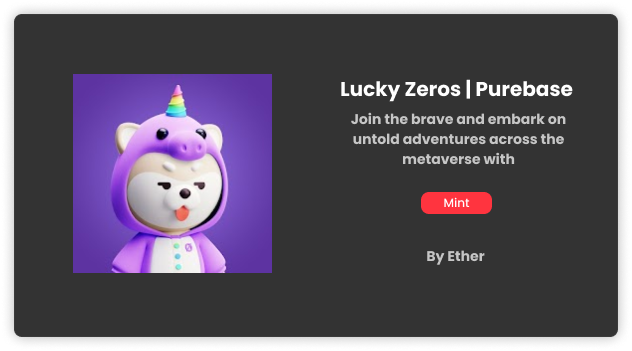 Lucky Zeros | Purebase
Join the brave and embark on
untold adventures across the
metaverse with
Mint
By Ether